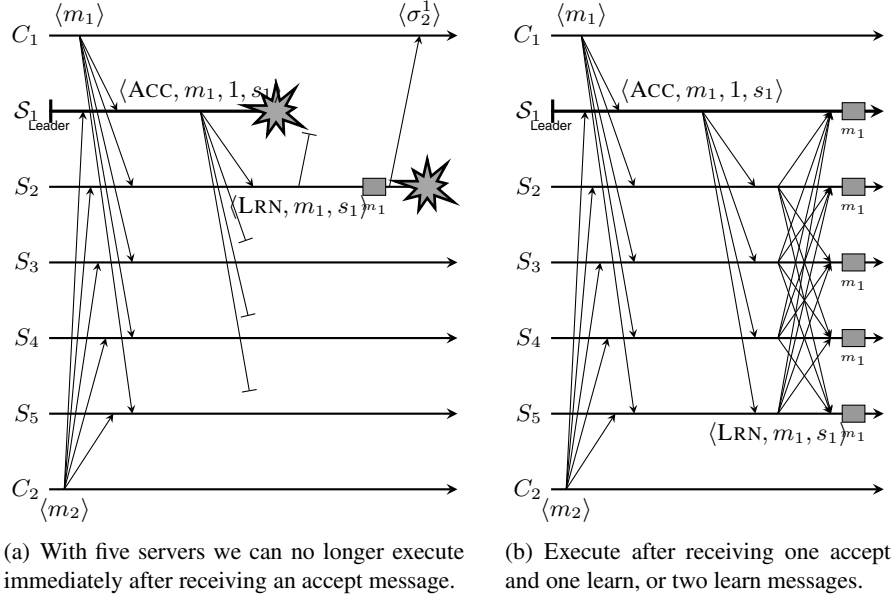 ⟨m₁⟩ ⟨σ₂¹⟩
C₁
⟨ACC, m₁, 1, s₁⟩
S₁
Leader
S₂
⟨LRN, m₁, s₁⟩ m₁
S₃
S₄
S₅
C₂
⟨m₂⟩
(a) With five servers we can no longer execute
immediately after receiving an accept message.
⟨m₁⟩
C₁
⟨ACC, m₁, 1, s₁⟩
S₁
Leader
m₁
S₂
m₁
S₃
m₁
S₄
m₁
S₅
⟨LRN, m₁, s₁⟩ m₁
C₂
⟨m₂⟩
(b) Execute after receiving one accept
and one learn, or two learn messages.